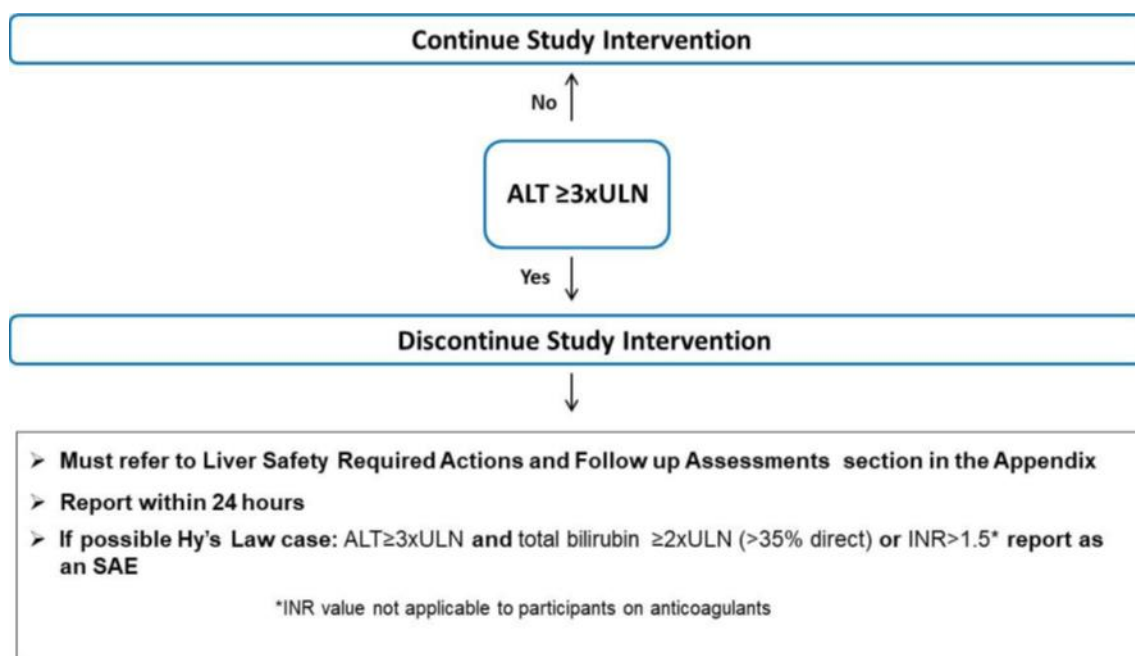 Continue Study Intervention
No
ALT ≥3xULN
Yes
Discontinue Study Intervention
➢ Must refer to Liver Safety Required Actions and Follow up Assessments section in the Appendix
➢ Report within 24 hours
➢ If possible Hy's Law case: ALT≥3xULN and total bilirubin ≥2xULN (>35% direct) or INR>1.5* report as
an SAE
*INR value not applicable to participants on anticoagulants